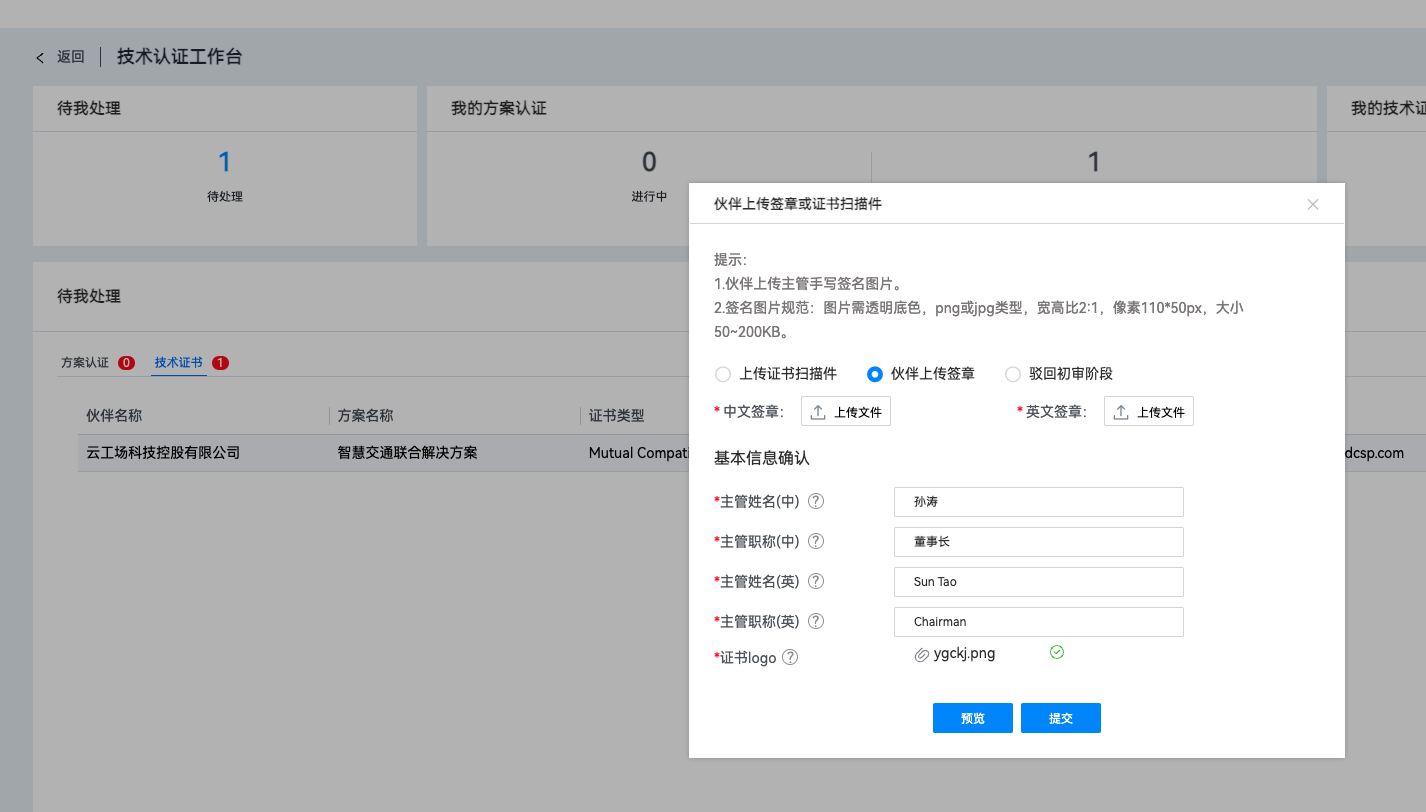 返回
技术认证工作台
待我处理
1
待处理
我的方案认证
0
进行中
1
我的技术证
待我处理
方案认证 0
技术证书 1
伙伴名称 方案名称 证书类型
云工场科技控股有限公司 智慧交通联合解决方案 Mutual Compati dcsp.com
伙伴上传签章或证书扫描件
提示：
1.伙伴上传主管手写签名图片。
2.签名图片规范：图片需透明底色，png或jpg类型，宽高比2:1，像素110*50px，大小
50~200KB。
上传证书扫描件 伙伴上传签章 驳回初审阶段
*中文签章： 上传文件 *英文签章： 上传文件
基本信息确认
*主管姓名(中) ? 孙涛
*主管职称(中) ? 董事长
*主管姓名(英) ? Sun Tao
*主管职称(英) ? Chairman
*证书logo ? ygckj.png
预览 提交